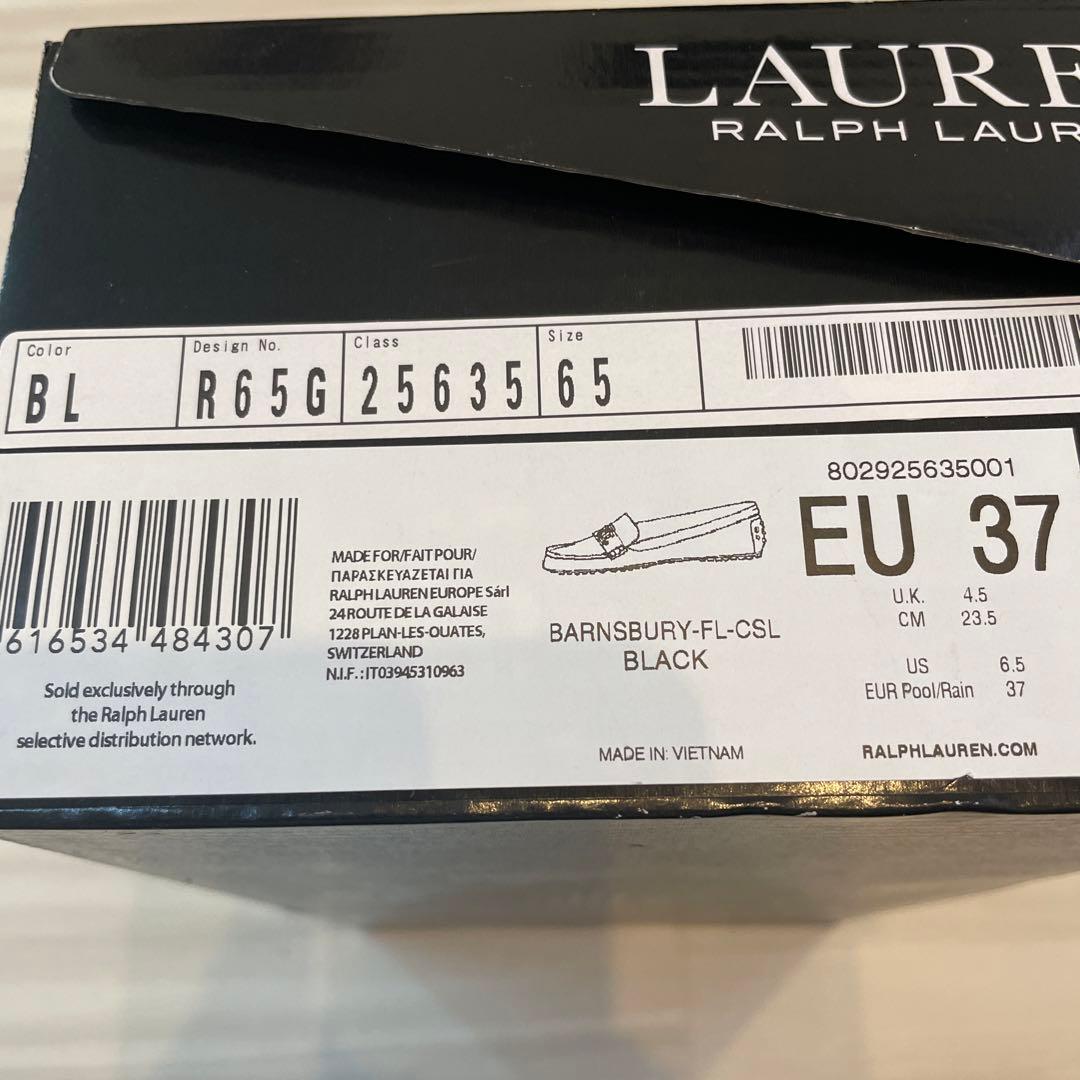 LAURE
RALPH LAUR
Color Design No. Class Size
BL R65G 25635 65
802925635001
EU 37
U.K. 4.5
CM 23.5
US 6.5
EUR Pool/Rain 37
RALPHLAUREN.COM
BARNSBURY-FL-CSL
BLACK
MADE IN: VIETNAM
MADE FOR/FAIT POUR/
ΠΑΡΑΣΚΕΥΑΖΕΤΑΙ ΓΙΑ
RALPH LAUREN EUROPE Sárl
24 ROUTE DE LA GALAISE
1228 PLAN-LES-OUATES,
SWITZERLAND
N.I.F.:IT03945310963
616534 484307
Sold exclusively through
the Ralph Lauren
selective distribution network.